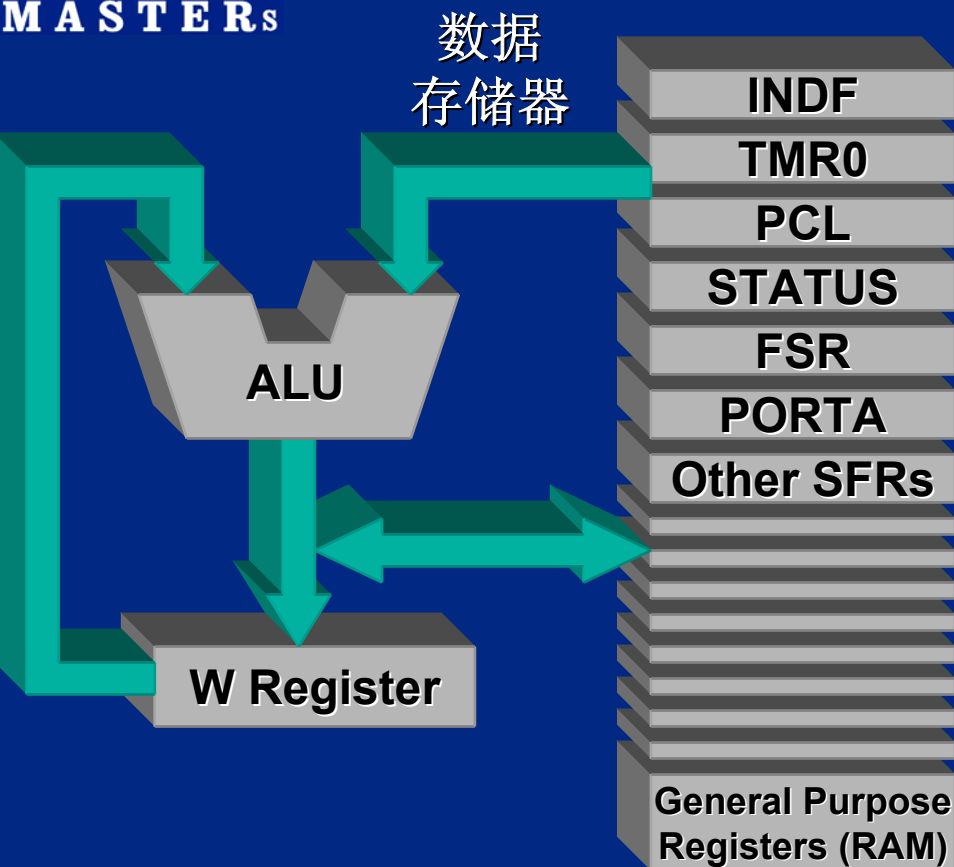 MASTERs
数据
存储器
INDF
TMR0
PCL
STATUS
FSR
ALU
PORTA
Other SFRs
W Register
General Purpose
Registers (RAM)